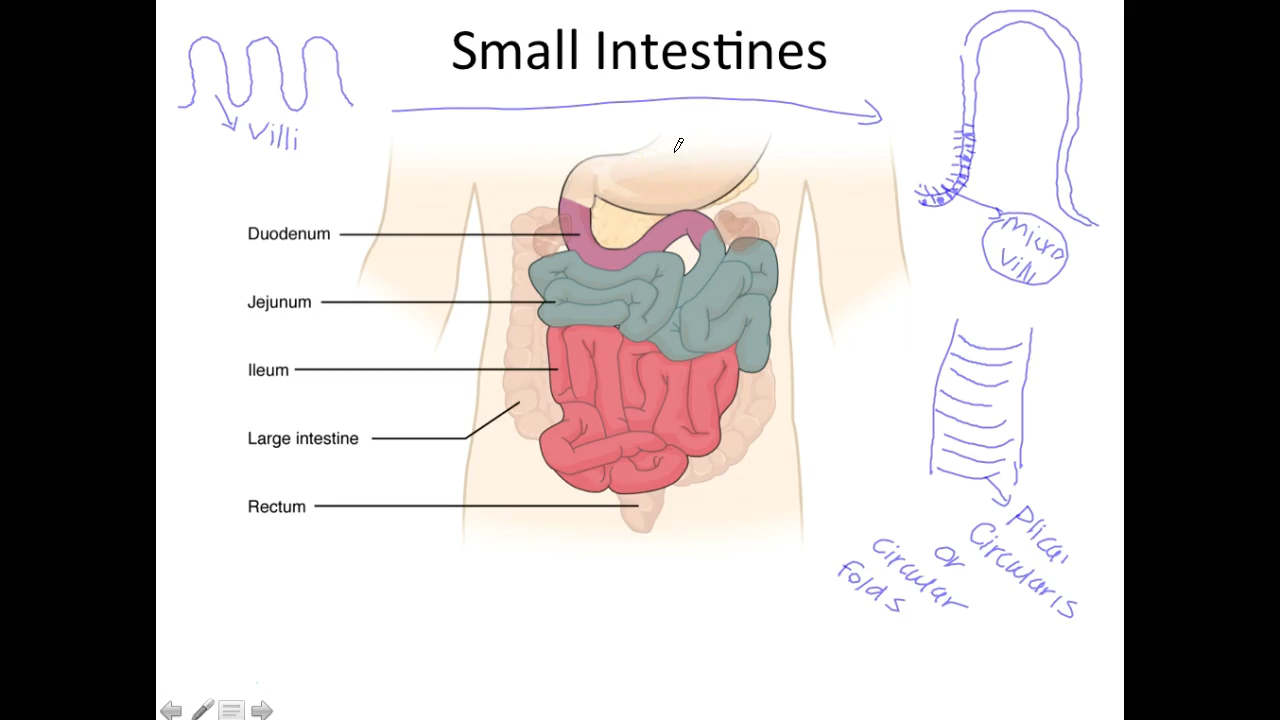 Small Intestines
Villi
Micro
Villi
Duodenum
Jejunum
Ileum
Large intestine
Rectum
Plicai
Circularis
or
Circular
Folds